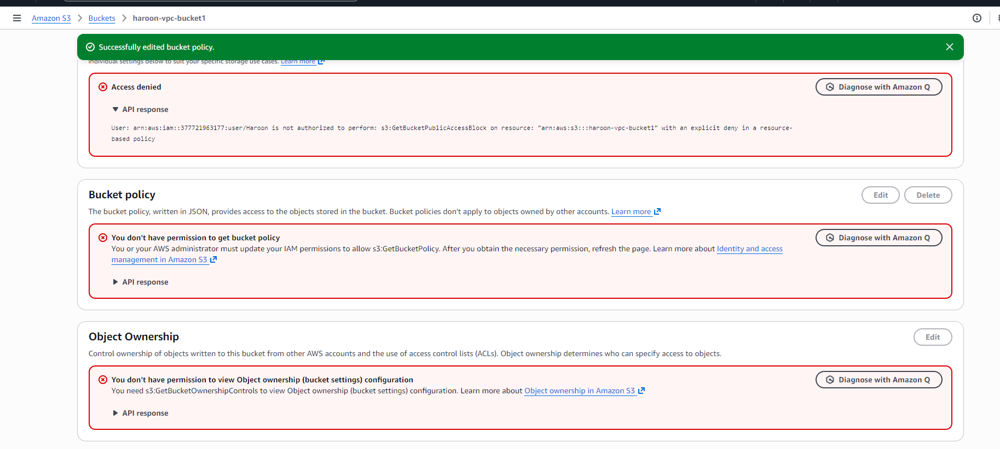 Amazon S3 > Buckets > haroon-vpc-bucket1
Successfully edited bucket policy.
individual settings below to suit your specific storage use cases. Learn more
Access denied
Diagnose with Amazon Q
API response
User: arn:aws:iam::377721963177:user/Haroon is not authorized to perform: s3:GetBucketPublicAccessBlock on resource: "arn:aws:s3:::haroon-vpc-bucket1" with an explicit deny in a resource-
based policy
Bucket policy
Edit
Delete
The bucket policy, written in JSON, provides access to the objects stored in the bucket. Bucket policies don't apply to objects owned by other accounts. Learn more
You don't have permission to get bucket policy
Diagnose with Amazon Q
You or your AWS administrator must update your IAM permissions to allow s3:GetBucketPolicy. After you obtain the necessary permission, refresh the page. Learn more about Identity and access
management in Amazon S3
API response
Object Ownership
Edit
Control ownership of objects written to this bucket from other AWS accounts and the use of access control lists (ACLs). Object ownership determines who can specify access to objects.
You don't have permission to view Object ownership (bucket settings) configuration
Diagnose with Amazon Q
You need s3:GetBucketOwnershipControls to view Object ownership (bucket settings) configuration. Learn more about Object ownership in Amazon S3
API response